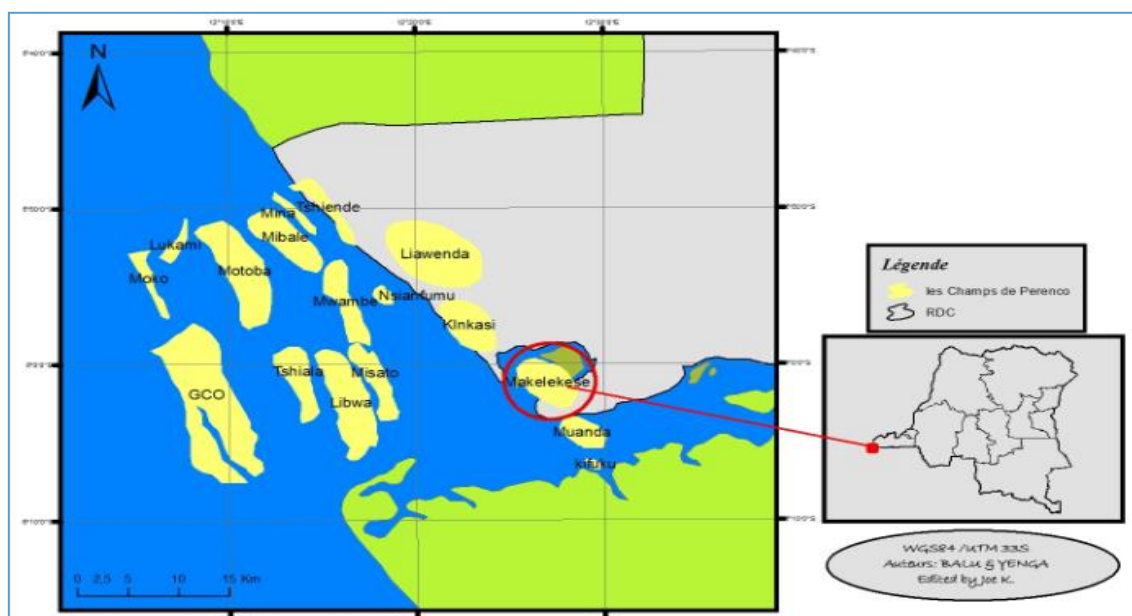 N
Tshiende
Mina
Mibale
Lukami
Motoba
Moko
Liawenda
Nsianfumu
Mwambe
KInkasi
Tshiala
Misato
GCO
Libwa
Makelekese
Muanda
kifuku
0 2,5 5 10 15 Km
Légende
les Champs de Perenco
RDC
WGS84 /UTM 33S
Auteurs: BALU & YENGA
Edited by Joe K.